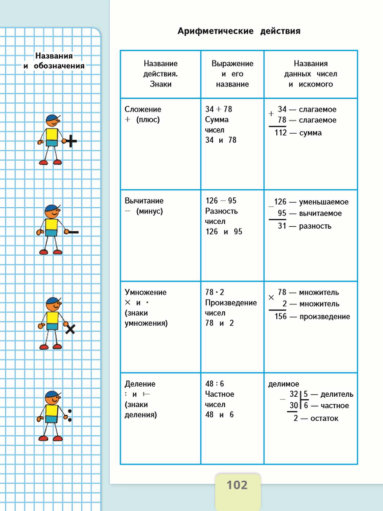 Арифметические действия
Названия
и обозначения
+
−
×
:
Название
действия.
Знаки
Выражение
и его
название
Названия
данных чисел
и искомого
Сложение
+ (плюс)
34 + 78
Сумма
чисел
34 и 78
+ 34 — слагаемое
78 — слагаемое
112 — сумма
Вычитание
− (минус)
126 − 95
Разность
чисел
126 и 95
− 126 — уменьшаемое
95 — вычитаемое
31 — разность
Умножение
× и ·
(знаки
умножения)
78 · 2
Произведение
чисел
78 и 2
× 78 — множитель
2 — множитель
156 — произведение
Деление
: и ⊢
(знаки
деления)
48 : 6
Частное
чисел
48 и 6
делимое
− 32 5 — делитель
30 6 — частное
2 — остаток
102